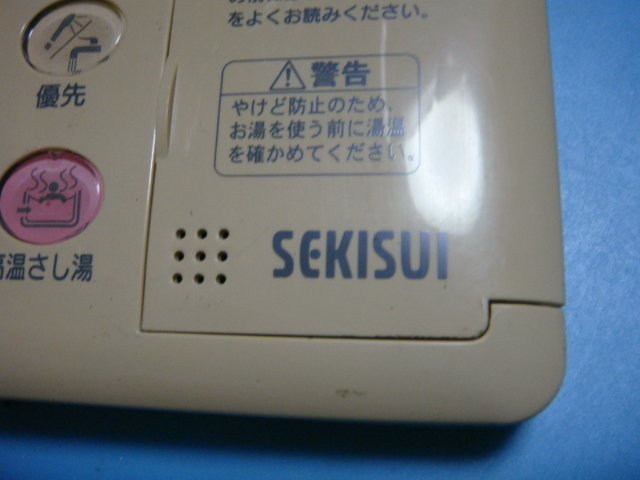 をよくお読みください。
警告
やけど防止のため、
お湯を使う前に湯温
を確かめてください。
優先
高温さし湯
SEKISUI